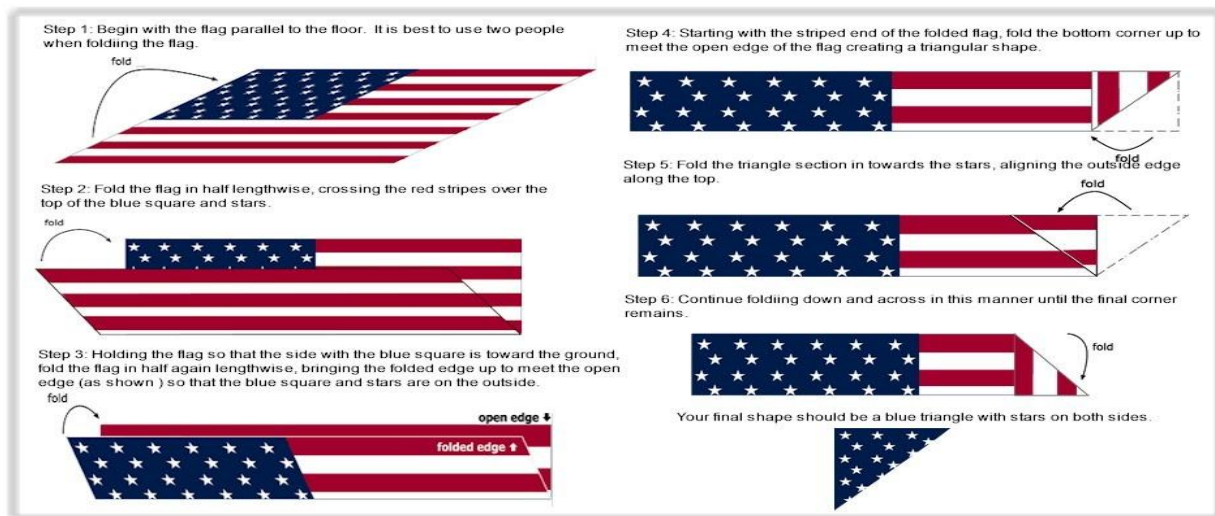 Step 1: Begin with the flag parallel to the floor. It is best to use two people
when foldiing the flag.
fold
Step 2: Fold the flag in half lengthwise, crossing the red stripes over the
top of the blue square and stars.
fold
Step 3: Holding the flag so that the side with the blue square is toward the ground,
fold the flag in half again lengthwise, bringing the folded edge up to meet the open
edge (as shown ) so that the blue square and stars are on the outside.
fold
open edge
folded edge
Step 4: Starting with the striped end of the folded flag, fold the bottom corner up to
meet the open edge of the flag creating a triangular shape.
fold
Step 5: Fold the triangle section in towards the stars, aligning the outside edge
along the top.
fold
Step 6: Continue foldiing down and across in this manner until the final corner
remains.
fold
Your final shape should be a blue triangle with stars on both sides.